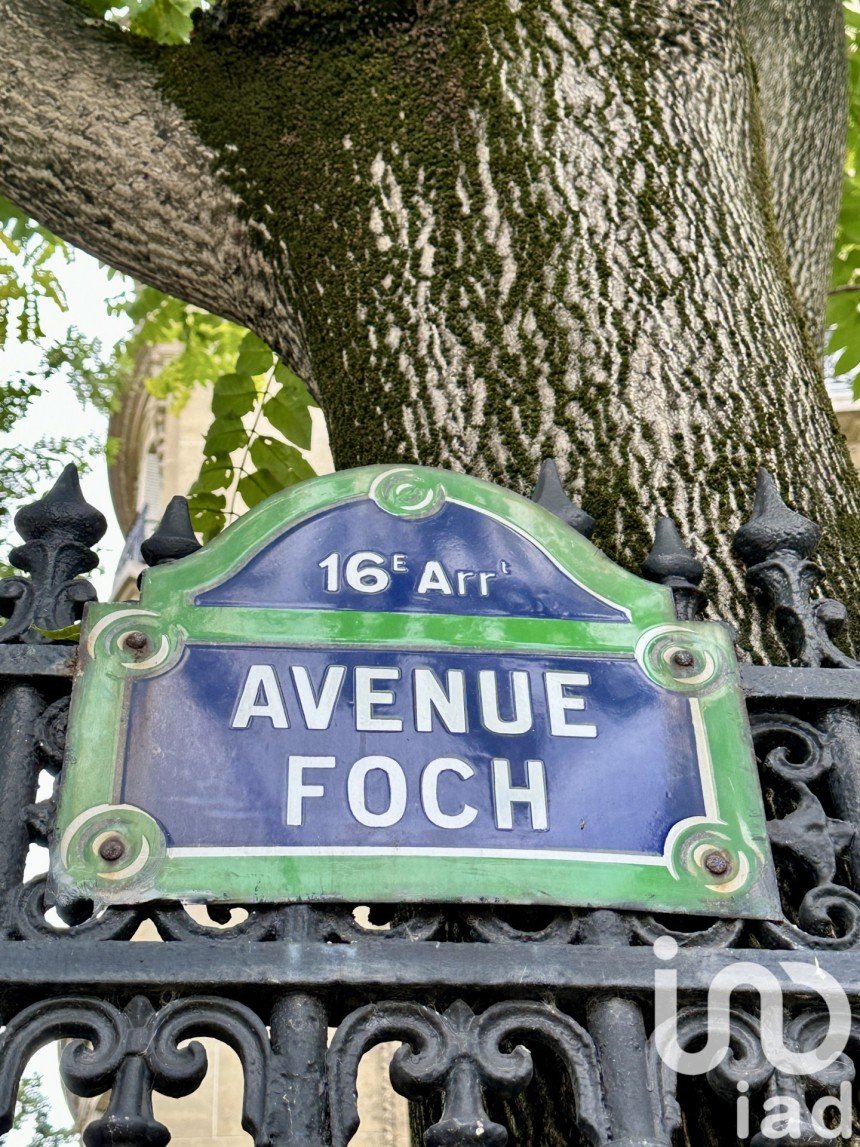 16E Arrt
AVENUE
FOCH
iad